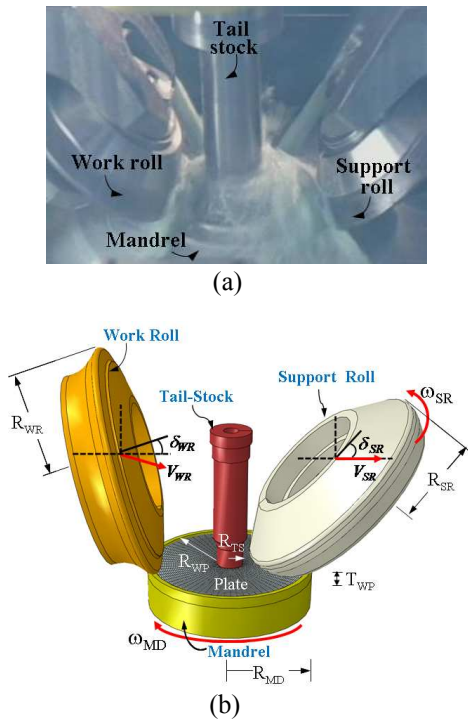 Tail
stock
Work roll
Support
roll
Mandrel
(a)
Work Roll
Tail-Stock
Support Roll
ω_SR
R_WR
δ_WR
V_WR
δ_SR
V_SR
R_SR
R_TS
R_WP
Plate
T_WP
ω_MD
Mandrel
R_MD
(b)